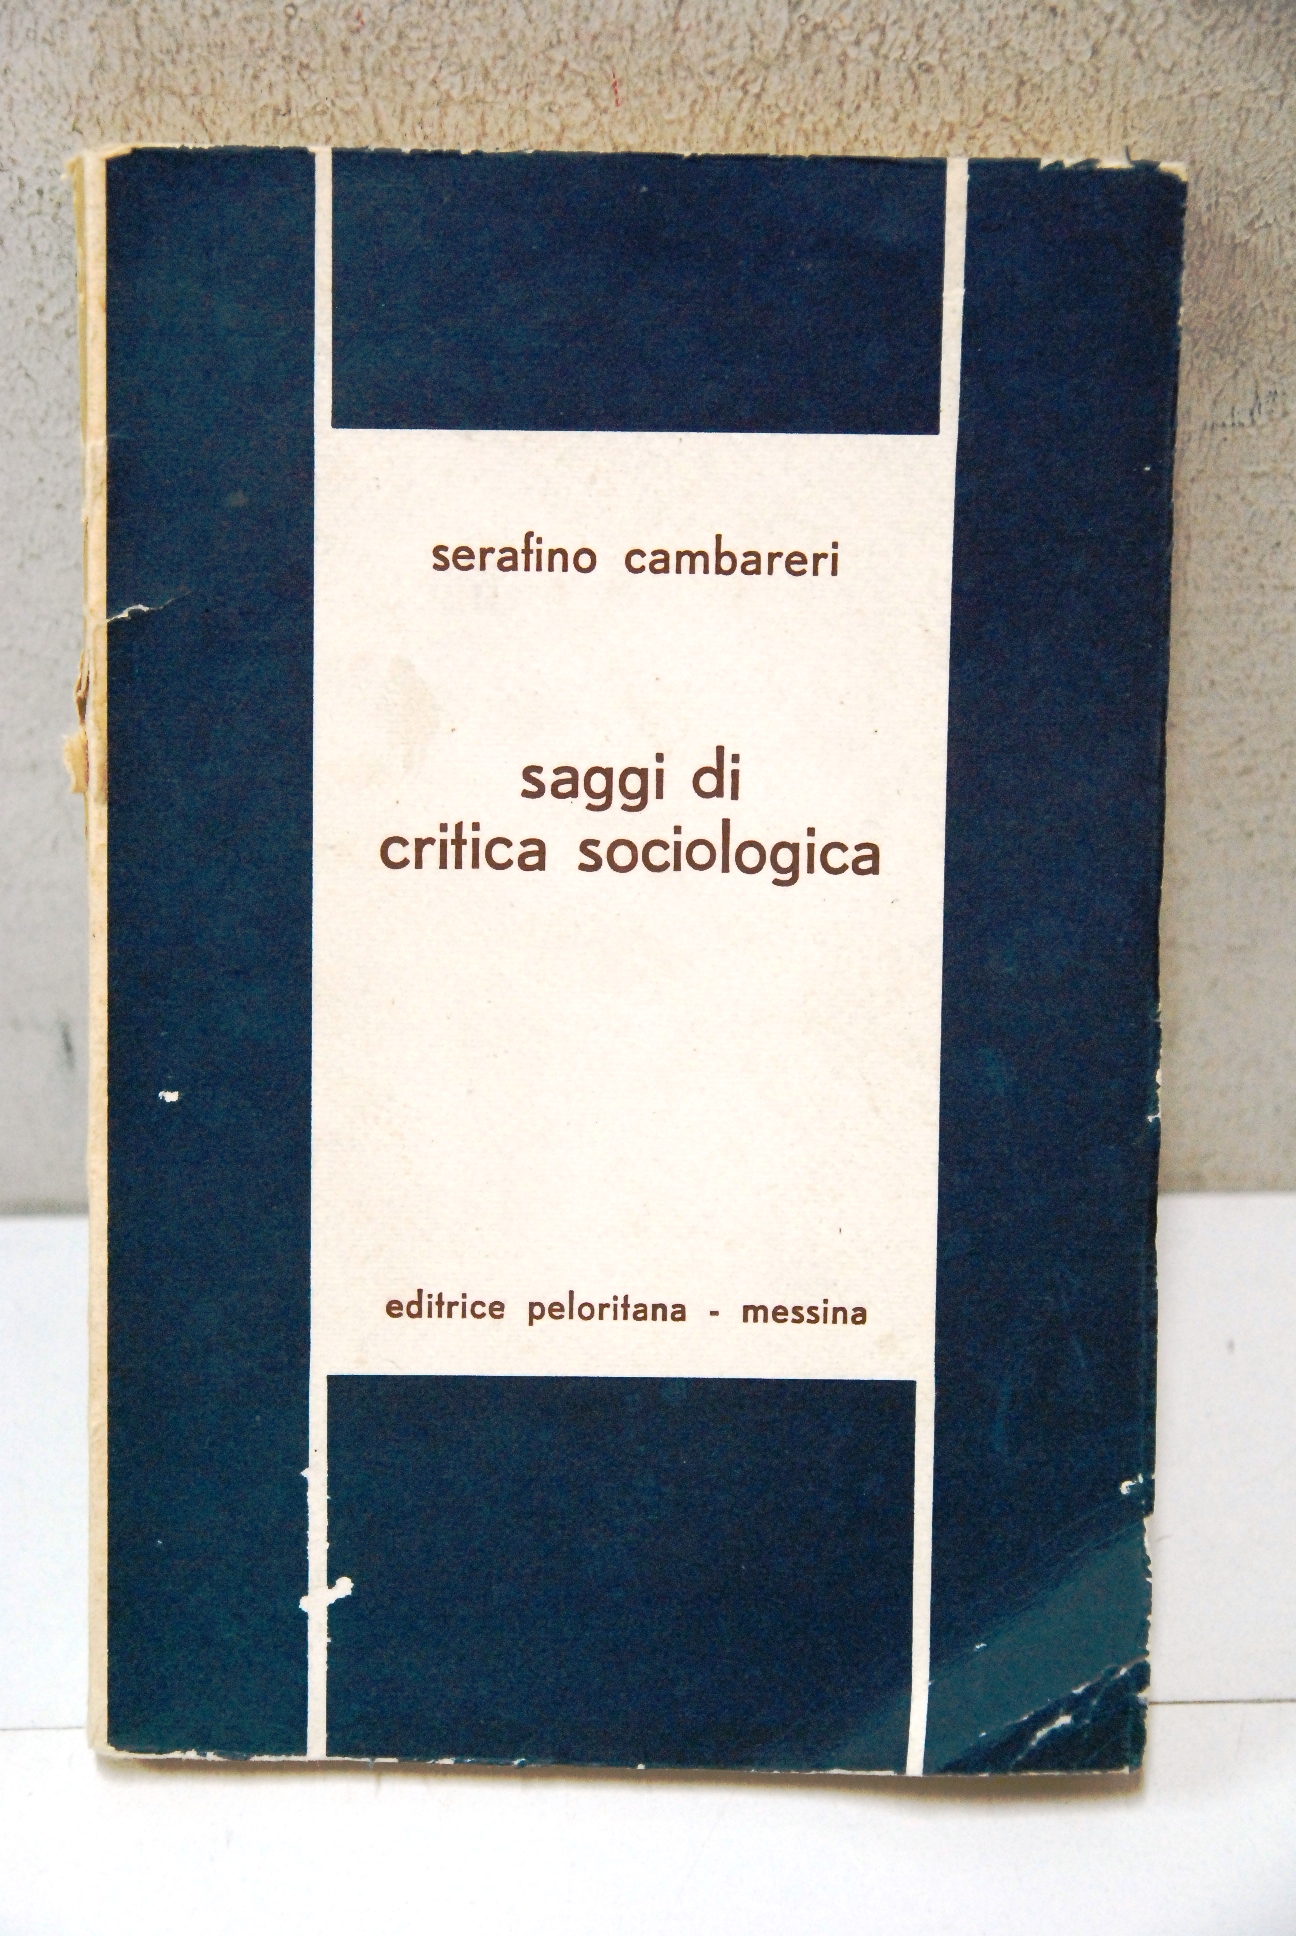 serafino cambareri
saggi di
critica sociologica
editrice peloritana - messina